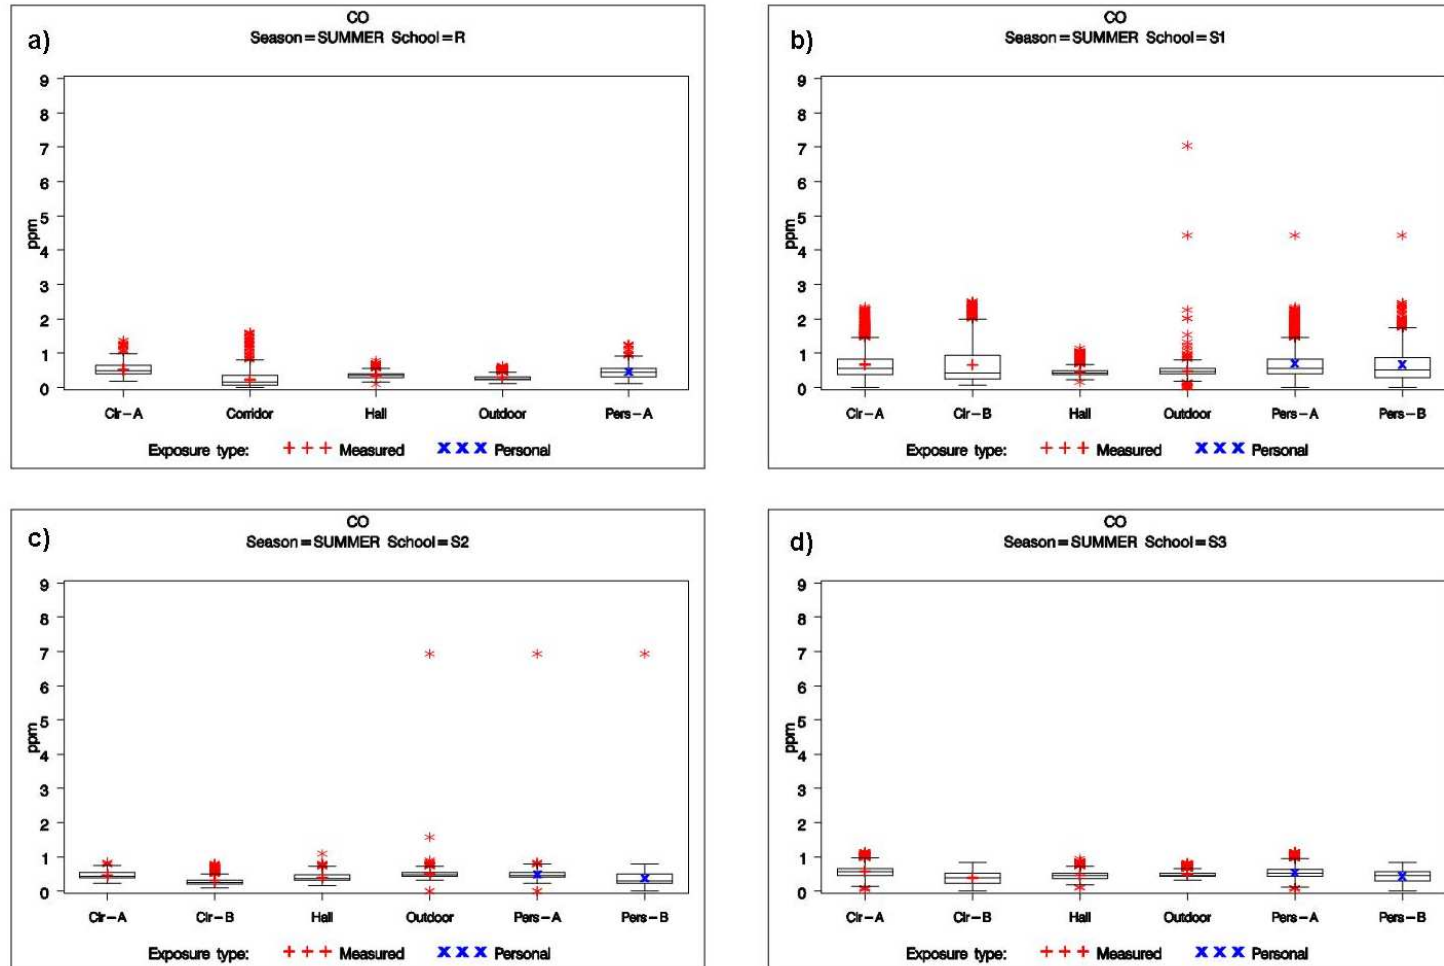 a)
CO
Season=SUMMER School=R
9
8
7
6
5
4
3
2
1
0
ppm
Clr-A Corridor Hall Outdoor Pers-A
Exposure type: +++ Measured XXX Personal
b)
CO
Season=SUMMER School=S1
9
8
7
6
5
4
3
2
1
0
ppm
Clr-A Clr-B Hall Outdoor Pers-A Pers-B
Exposure type: +++ Measured XXX Personal
c)
CO
Season=SUMMER School=S2
9
8
7
6
5
4
3
2
1
0
ppm
Clr-A Clr-B Hall Outdoor Pers-A Pers-B
Exposure type: +++ Measured XXX Personal
d)
CO
Season=SUMMER School=S3
9
8
7
6
5
4
3
2
1
0
ppm
Clr-A Clr-B Hall Outdoor Pers-A Pers-B
Exposure type: +++ Measured XXX Personal